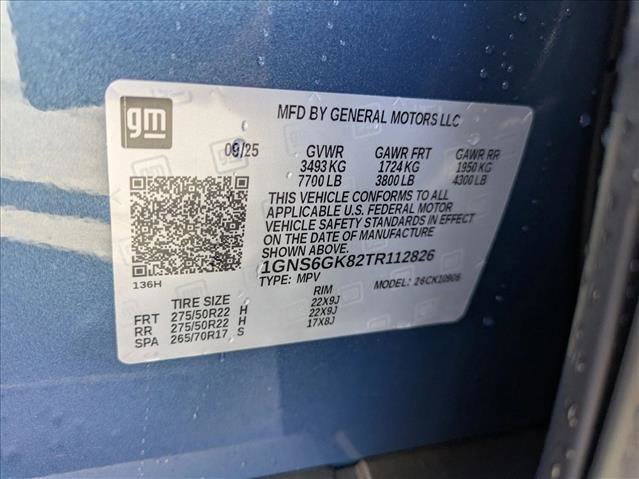 gm
MFD BY GENERAL MOTORS LLC
09/25 GVWR GAWR FRT GAWR RR
3493 KG 1724 KG 1950 KG
7700 LB 3800 LB 4300 LB
THIS VEHICLE CONFORMS TO ALL
APPLICABLE U.S. FEDERAL MOTOR
VEHICLE SAFETY STANDARDS IN EFFECT
ON THE DATE OF MANUFACTURE
SHOWN ABOVE.
1GNS6GK82TR112826
136H TYPE: MPV MODEL: 26CK10906
TIRE SIZE RIM
FRT 275/50R22 H 22X9J
RR 275/50R22 H 22X9J
SPA 265/70R17 S 17X8J